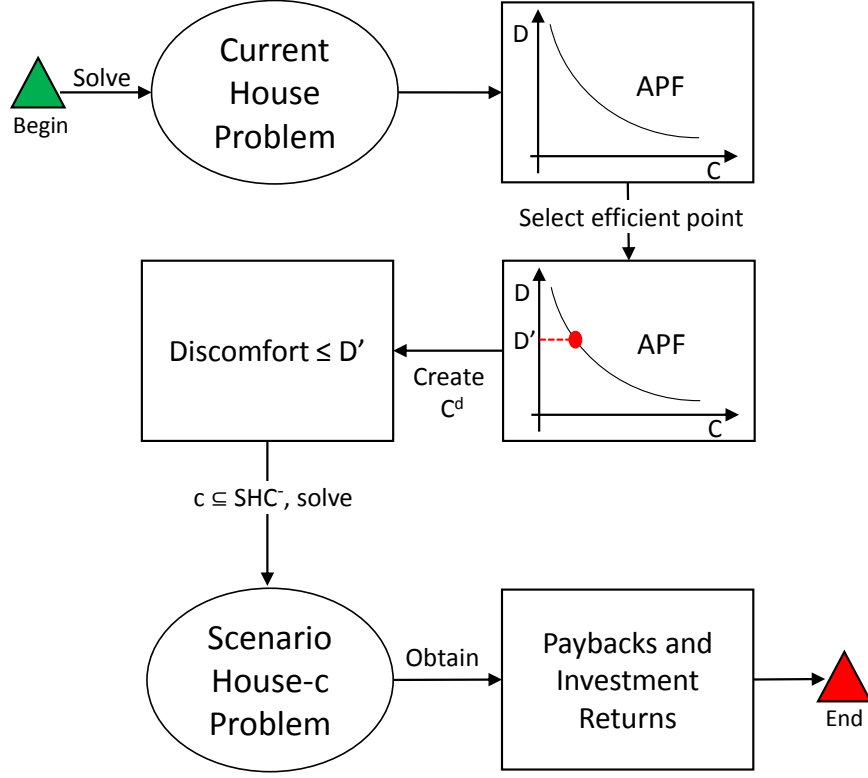 Solve
Begin
Current
House
Problem
D
APF
C
Select efficient point
D
D’
APF
C
Create
Cᵈ
Discomfort ≤ D’
c ⊆ SHC⁻, solve
Scenario
House-c
Problem
Obtain
Paybacks and
Investment
Returns
End